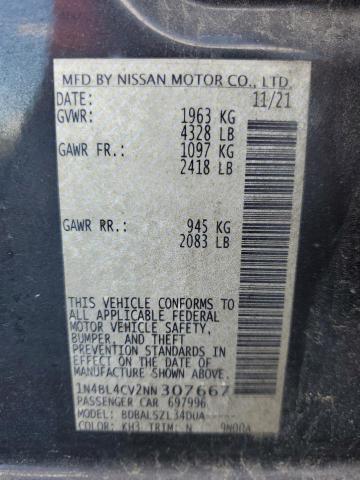 MFD BY NISSAN MOTOR CO., LTD.
DATE: 11/21
GVWR: 1963 KG
4328 LB
GAWR FR.: 1097 KG
2418 LB
GAWR RR.: 945 KG
2083 LB
THIS VEHICLE CONFORMS TO
ALL APPLICABLE FEDERAL
MOTOR VEHICLE SAFETY,
BUMPER, AND THEFT
PREVENTION STANDARDS
IN EFFECT ON THE DATE OF
MANUFACTURE SHOWN ABOVE.
1N4BL4CV2NN307667
PASSENGER CAR 697996
MODEL: BDBALSZL34DUA-----
COLOR: KH3 TRIM: N 9N00A